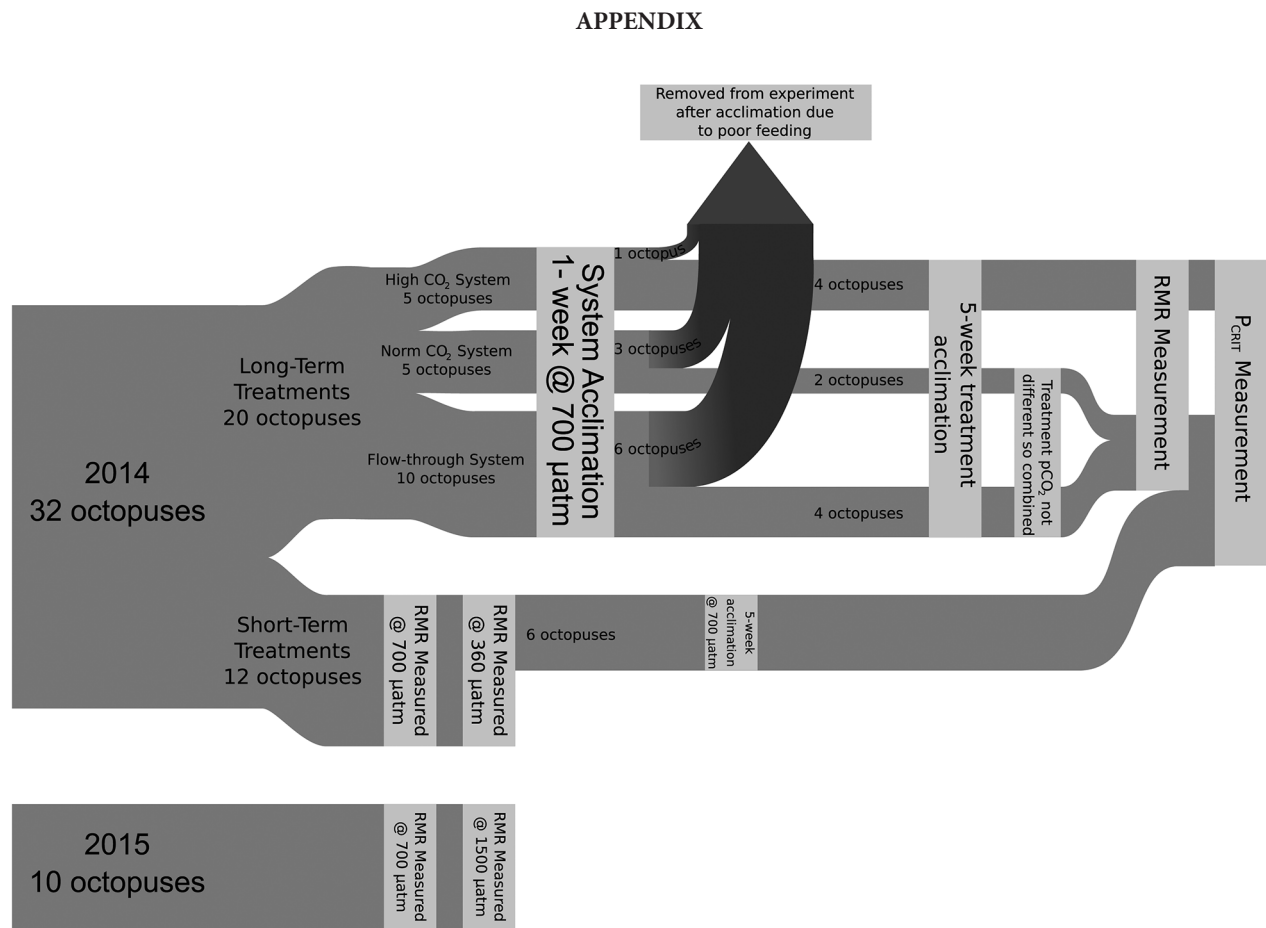 APPENDIX
Removed from experiment
after acclimation due
to poor feeding
2014
32 octopuses
Long-Term
Treatments
20 octopuses
High CO₂ System
5 octopuses
Norm CO₂ System
5 octopuses
Flow-through System
10 octopuses
System Acclimation
1- week @ 700 µatm
1 octopus
3 octopuses
6 octopuses
4 octopuses
2 octopuses
4 octopuses
5-week treatment
acclimation
Treatment pCO₂ not
different so combined
RMR Measurement
PCRIT Measurement
Short-Term
Treatments
12 octopuses
RMR Measured
@ 700 µatm
RMR Measured
@ 360 µatm
6 octopuses
5-week
acclimation
@ 700 µatm
2015
10 octopuses
RMR Measured
@ 700 µatm
RMR Measured
@ 1500 µatm